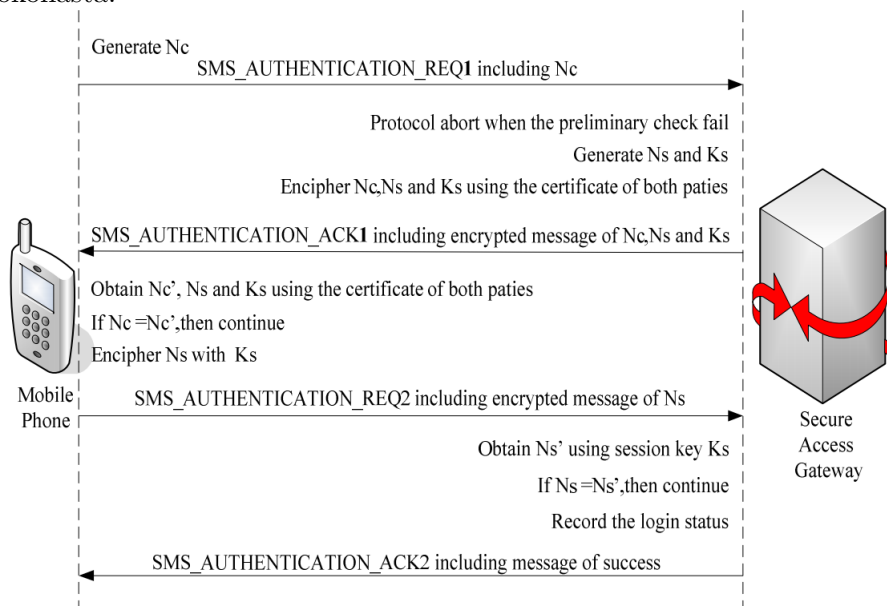 Generate Nc
SMS_AUTHENTICATION_REQ1 including Nc
Protocol abort when the preliminary check fail
Generate Ns and Ks
Encipher Nc,Ns and Ks using the certificate of both paties
SMS_AUTHENTICATION_ACK1 including encrypted message of Nc,Ns and Ks
Obtain Nc’, Ns and Ks using the certificate of both paties
If Nc =Nc’,then continue
Encipher Ns with Ks
Mobile
Phone
SMS_AUTHENTICATION_REQ2 including encrypted message of Ns
Secure
Access
Gateway
Obtain Ns’ using session key Ks
If Ns =Ns’,then continue
Record the login status
SMS_AUTHENTICATION_ACK2 including message of success